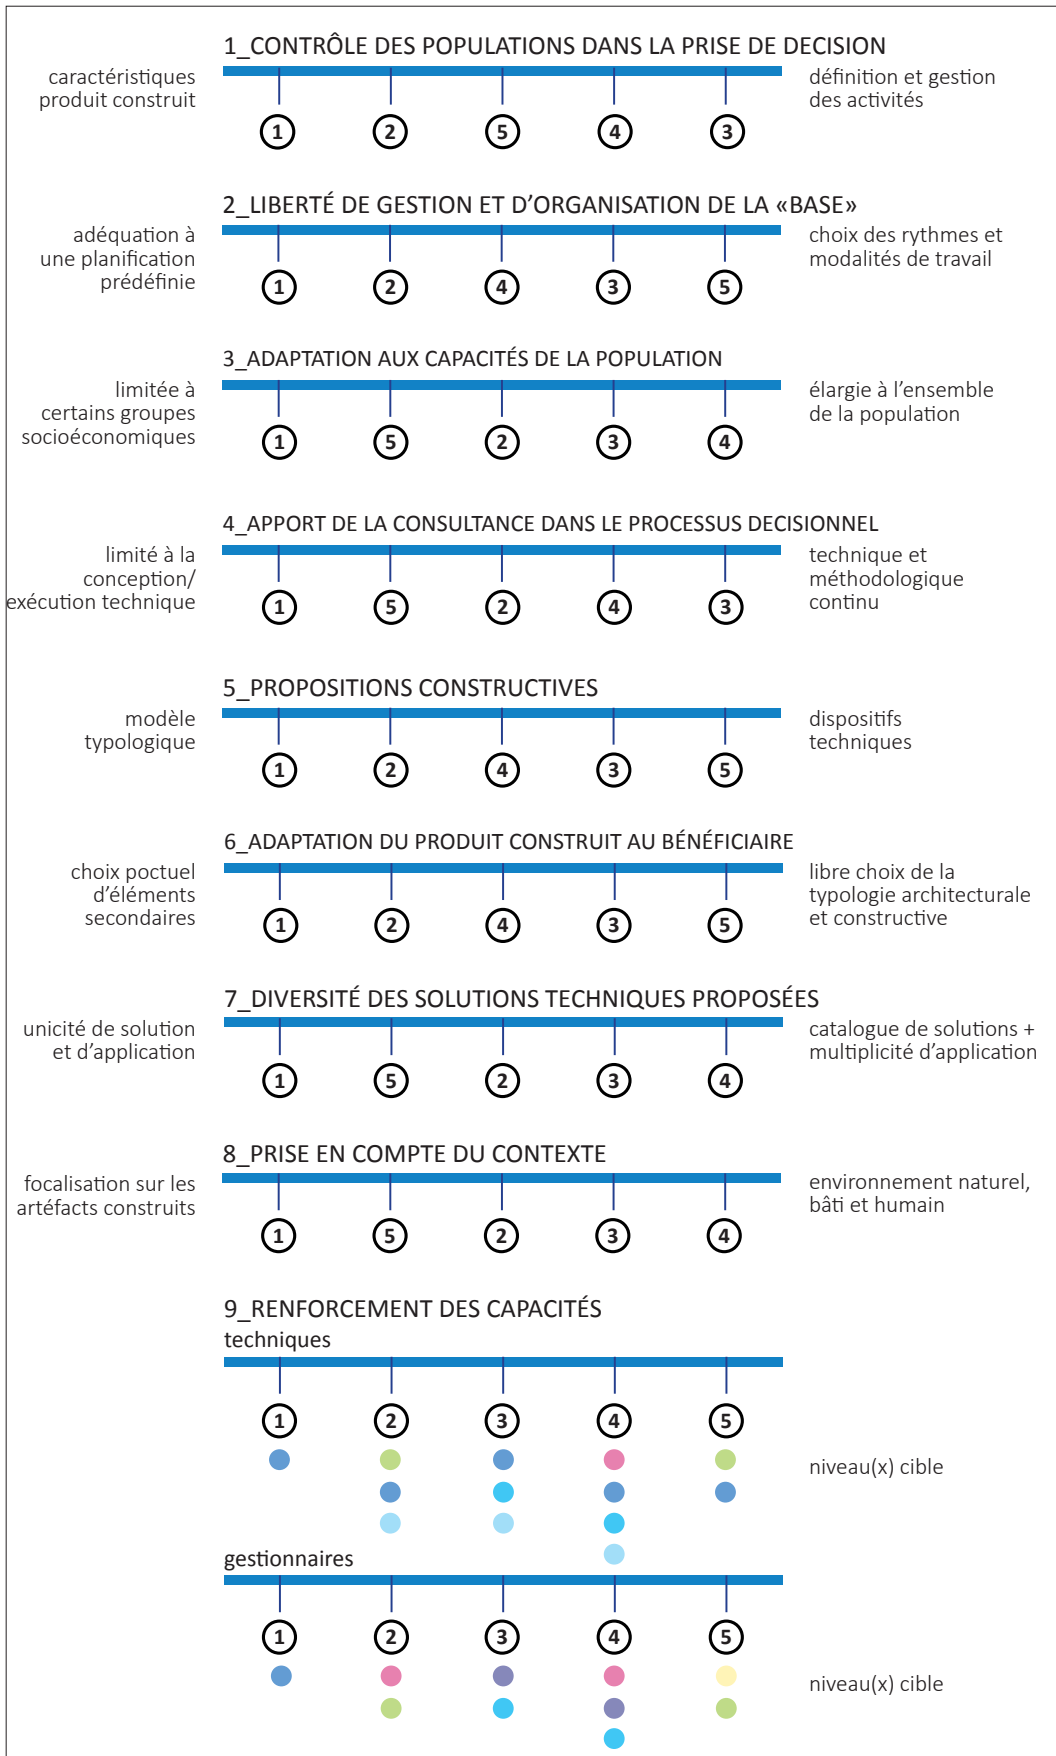 1_CONTRÔLE DES POPULATIONS DANS LA PRISE DE DECISION
caractéristiques
produit construit
définition et gestion
des activités
1 2 5 4 3
2_LIBERTÉ DE GESTION ET D'ORGANISATION DE LA «BASE»
adéquation à
une planification
prédéfinie
choix des rythmes et
modalités de travail
1 2 4 3 5
3_ADAPTATION AUX CAPACITÉS DE LA POPULATION
limitée à
certains groupes
socioéconomiques
élargie à l'ensemble
de la population
1 5 2 3 4
4_APPORT DE LA CONSULTANCE DANS LE PROCESSUS DECISIONNEL
limité à la
conception/
exécution technique
technique et
méthodologique
continu
1 5 2 4 3
5_PROPOSITIONS CONSTRUCTIVES
modèle
typologique
dispositifs
techniques
1 2 4 3 5
6_ADAPTATION DU PRODUIT CONSTRUIT AU BÉNÉFICIAIRE
choix poctuel
d'éléments
secondaires
libre choix de la
typologie architecturale
et constructive
1 2 4 3 5
7_DIVERSITÉ DES SOLUTIONS TECHNIQUES PROPOSÉES
unicité de solution
et d'application
catalogue de solutions +
multiplicité d'application
1 5 2 3 4
8_PRISE EN COMPTE DU CONTEXTE
focalisation sur les
artéfacts construits
environnement naturel,
bâti et humain
1 5 2 3 4
9_RENFORCEMENT DES CAPACITÉS
techniques
1 2 3 4 5
niveau(x) cible
gestionnaires
1 2 3 4 5
niveau(x) cible